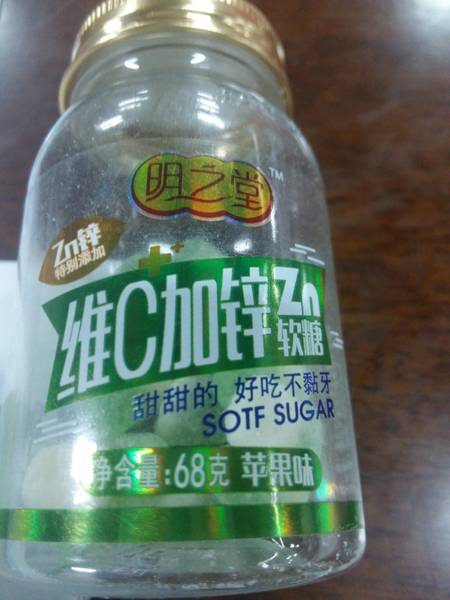 明之堂 TM
Zn锌
特别添加
维C加锌Zn
软糖
甜甜的 好吃不黏牙
SOTF SUGAR
净含量:68克 苹果味